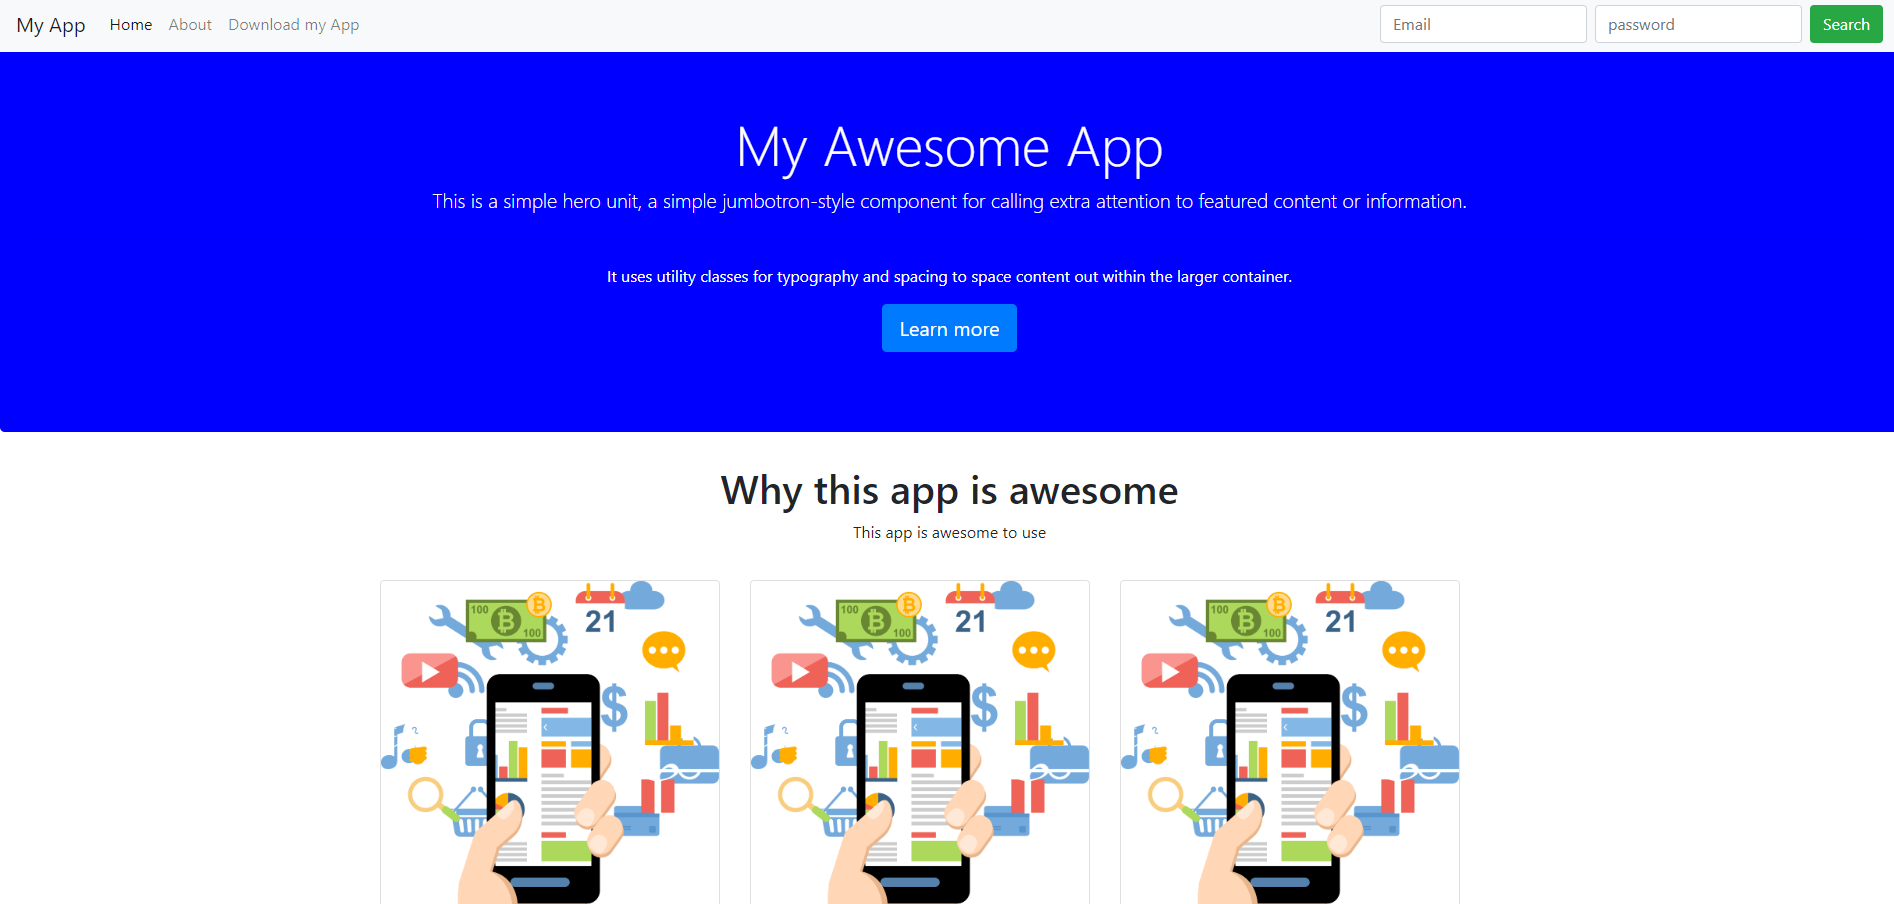 My App Home About Download my App Email password Search
My Awesome App
This is a simple hero unit, a simple jumbotron-style component for calling extra attention to featured content or information.
It uses utility classes for typography and spacing to space content out within the larger container.
Learn more
Why this app is awesome
This app is awesome to use
100 100 21
100 100 21
100 100 21